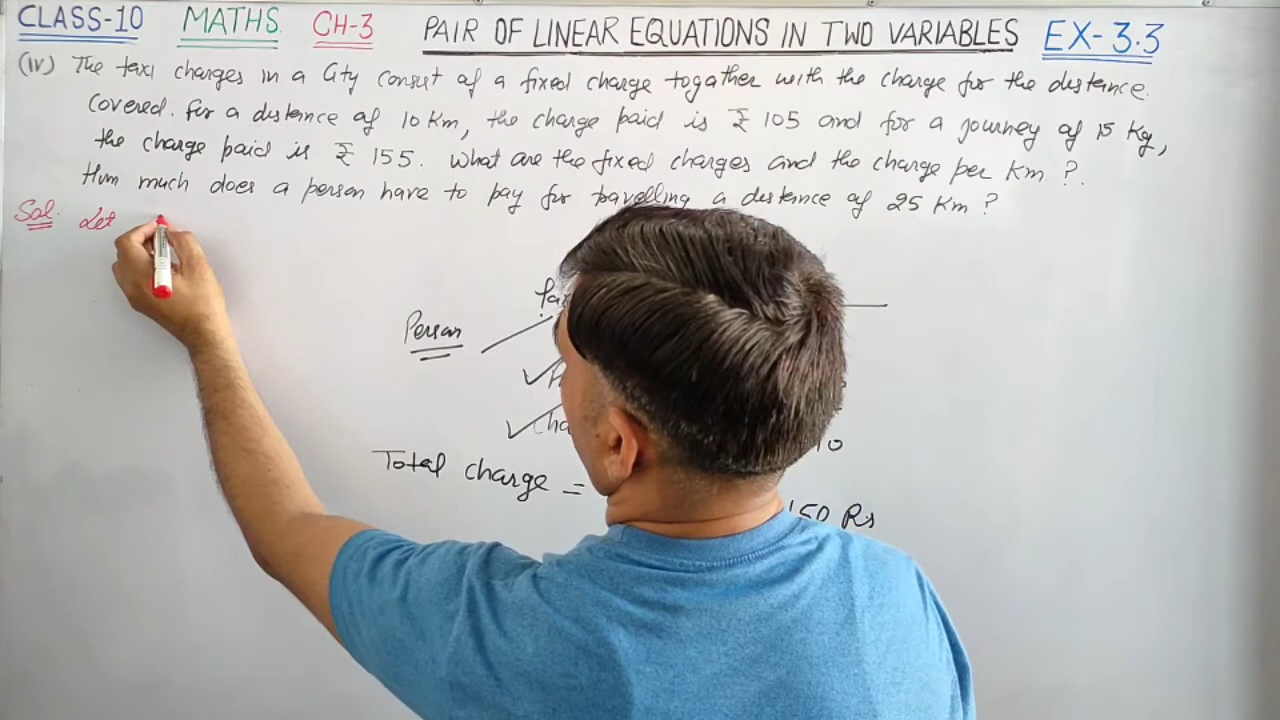 CLASS-10 MATHS. CH-3 PAIR OF LINEAR EQUATIONS IN TWO VARIABLES EX-3.3
(iv) The taxi charges in a City consist of a fixed charge togather with the charge for the distance
Covered. For a distance of 10 Km, the charge paid is ₹ 105 and for a journey of 15 Kg,
the charge paid is ₹ 155. What are the fixed charges and the charge per Km ?.
How much does a person have to pay for travelling a distance of 25 Km ?
Sol. Let
Person
10
Total charge =
150 Rs